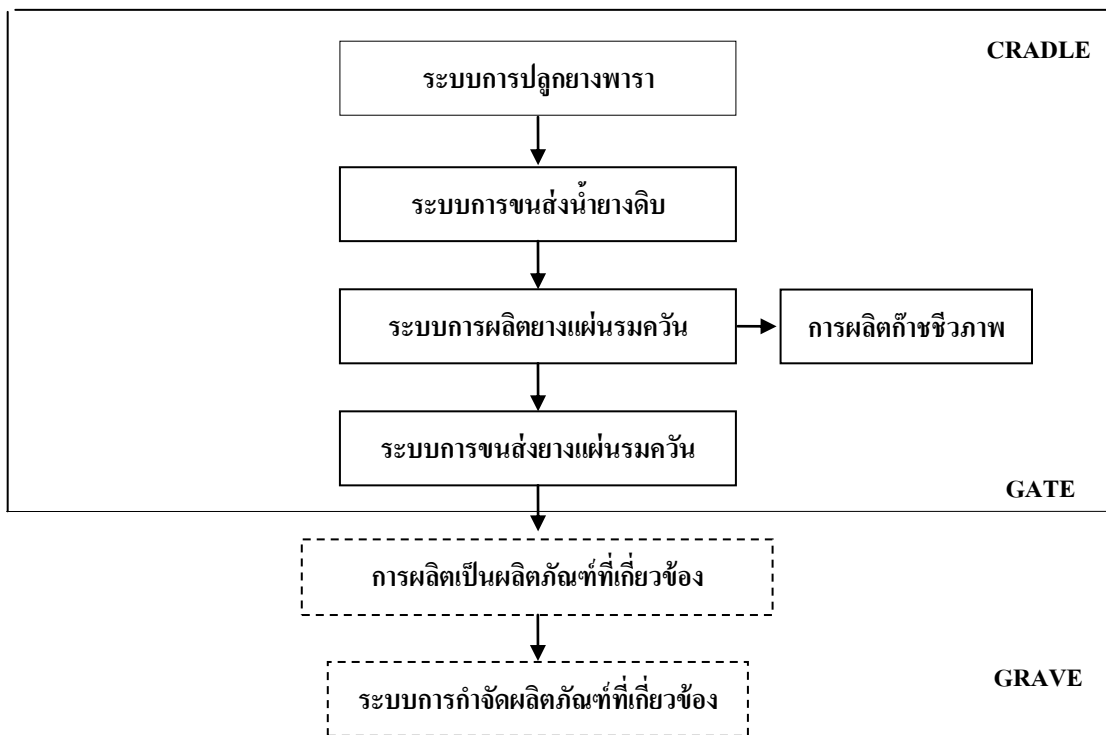 CRADLE
ระบบการปลูกยางพารา
ระบบการขนส่งน้ำยางดิบ
ระบบการผลิตยางแผ่นรมควัน
การผลิตก๊าชชีวภาพ
ระบบการขนส่งยางแผ่นรมควัน
GATE
การผลิตเป็นผลิตภัณฑ์ที่เกี่ยวข้อง
GRAVE
ระบบการกำจัดผลิตภัณฑ์ที่เกี่ยวข้อง